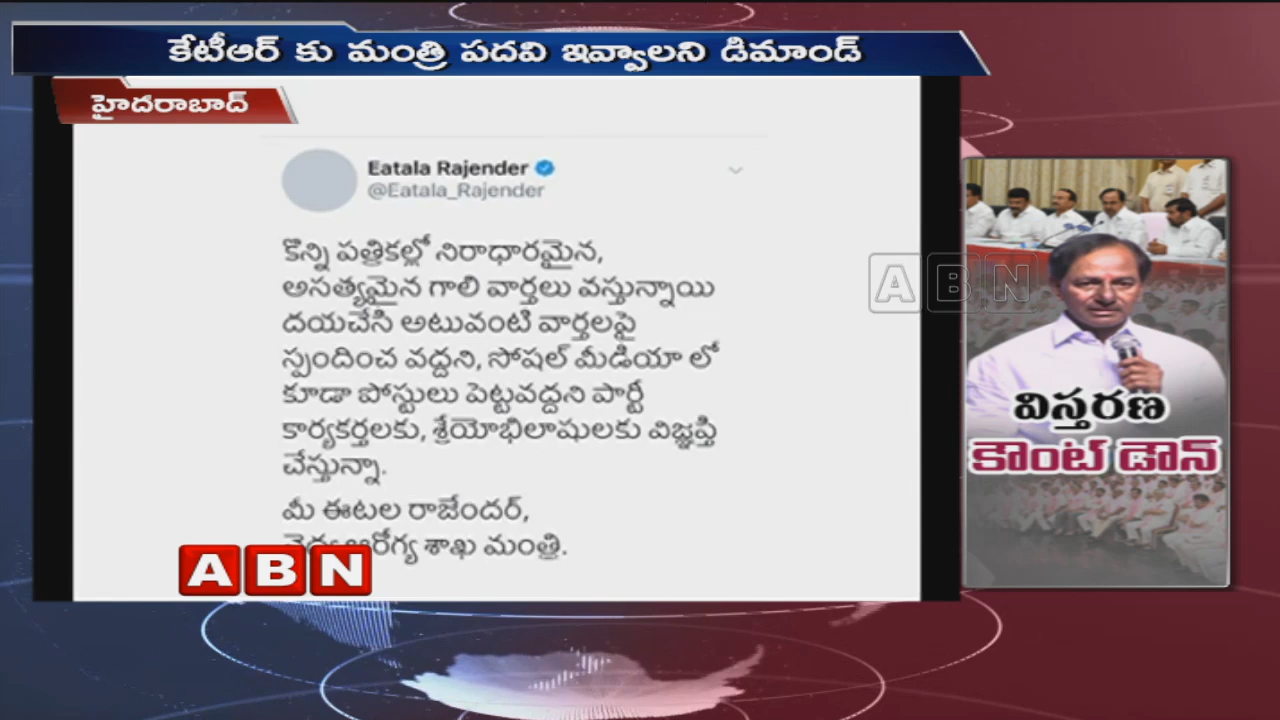 కేటీఆర్ కు మంత్రి పదవి ఇవ్వాలని డిమాండ్
హైదరాబాద్
Eatala Rajender
@Eatala_Rajender
కొన్ని పత్రికల్లో నిరాధారమైన,
అసత్యమైన గాలి వార్తలు వస్తున్నాయి
దయచేసి అటువంటి వార్తలపై
స్పందించ వద్దని, సోషల్ మీడియా లో
కూడా పోస్టులు పెట్టవద్దని పార్టీ
కార్యకర్తలకు, శ్రేయోభిలాషులకు విజ్ఞప్తి
చేస్తున్నా.
మీ ఈటల రాజేందర్,
శాఖ మంత్రి.
ABN
ABN
విస్తరణ
కౌంట్ డౌన్